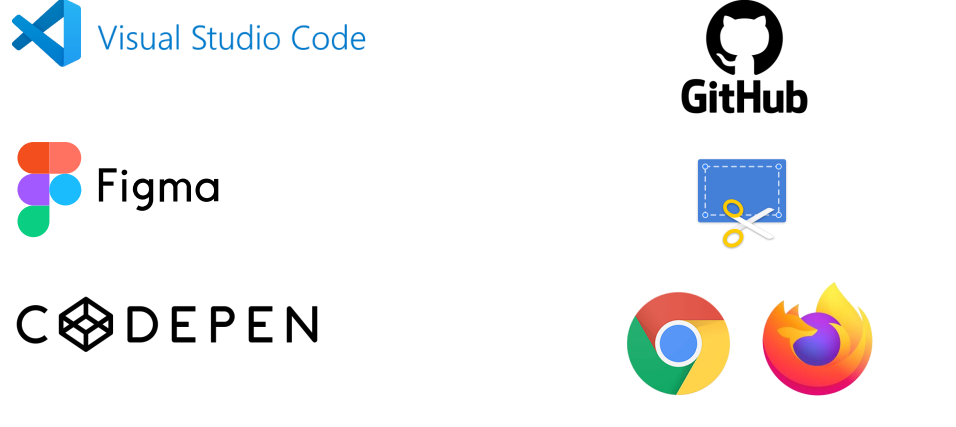 Visual Studio Code
GitHub
Figma
CODEPEN